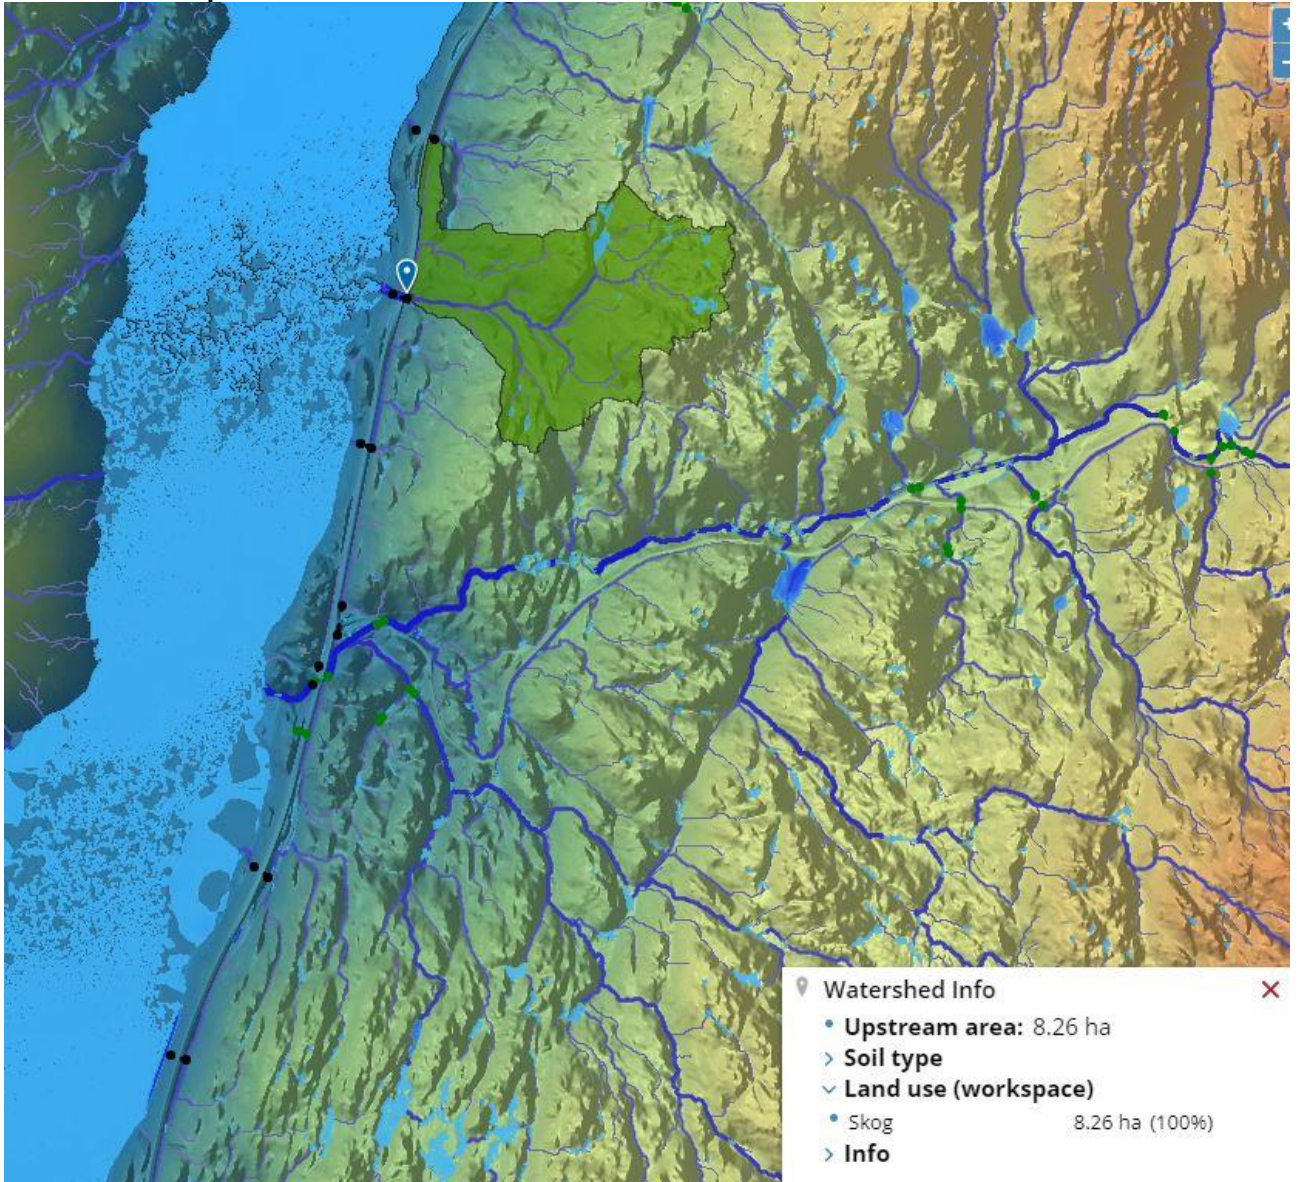 Watershed Info
Upstream area: 8.26 ha
Soil type
Land use (workspace)
Skog 8.26 ha (100%)
Info